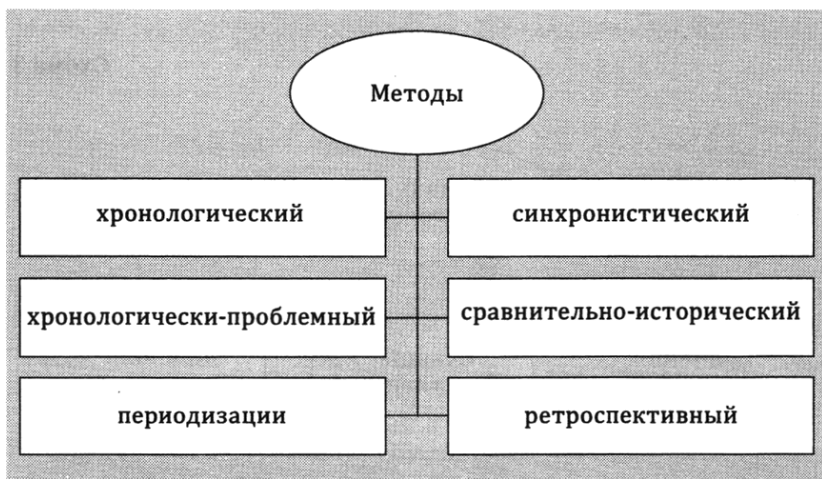 Методы
хронологический
синхронистический
хронологически-проблемный
сравнительно-исторический
периодизации
ретроспективный